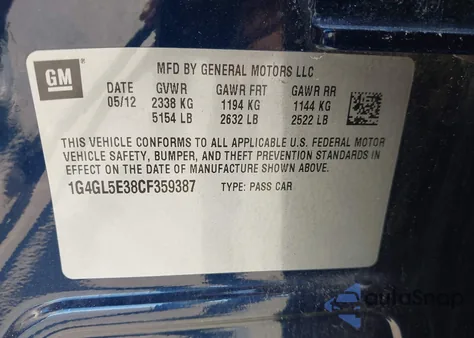 GM ®
MFD BY GENERAL MOTORS LLC
DATE GVWR GAWR FRT GAWR RR
05/12 2338 KG 1194 KG 1144 KG
5154 LB 2632 LB 2522 LB
THIS VEHICLE CONFORMS TO ALL APPLICABLE U.S. FEDERAL MOTOR
VEHICLE SAFETY, BUMPER, AND THEFT PREVENTION STANDARDS
IN EFFECT ON THE DATE OF MANUFACTURE SHOWN ABOVE.
1G4GL5E38CF359387 TYPE: PASS CAR
autoSnap